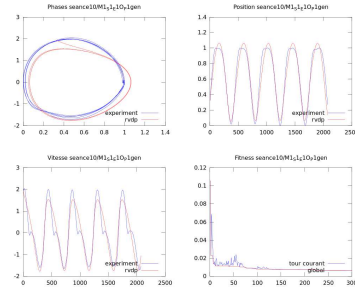 Phases seance10/M1S1t1OP1gen
3
2
1
0
-1
-2
0 0.2 0.4 0.6 0.8 1 1.2 1.4
experiment
rvdp
Position seance10/M1S1t1OP1gen
1.4
1.2
1
0.8
0.6
0.4
0.2
0
0 500 1000 1500 2000 250
experiment
rvdp
Vitesse seance10/M1S1t1OP1gen
3
2
1
0
-1
-2
0 500 1000 1500 2000 2500
experiment
rvdp
Fitness seance10/M1S1t1OP1gen
0.12
0.1
0.08
0.06
0.04
0.02
0
0 50 100 150 200 250 300
tour courant
global